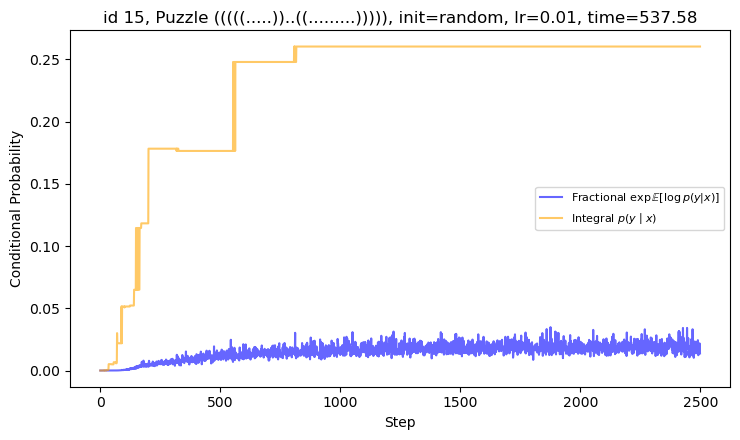 id 15, Puzzle (((((.....))..((.........))))), init=random, lr=0.01, time=537.58
Conditional Probability
0.25
0.20
0.15
0.10
0.05
0.00
Fractional exp𝔼[log p(y|x)]
Integral p(y | x)
0 500 1000 1500 2000 2500
Step